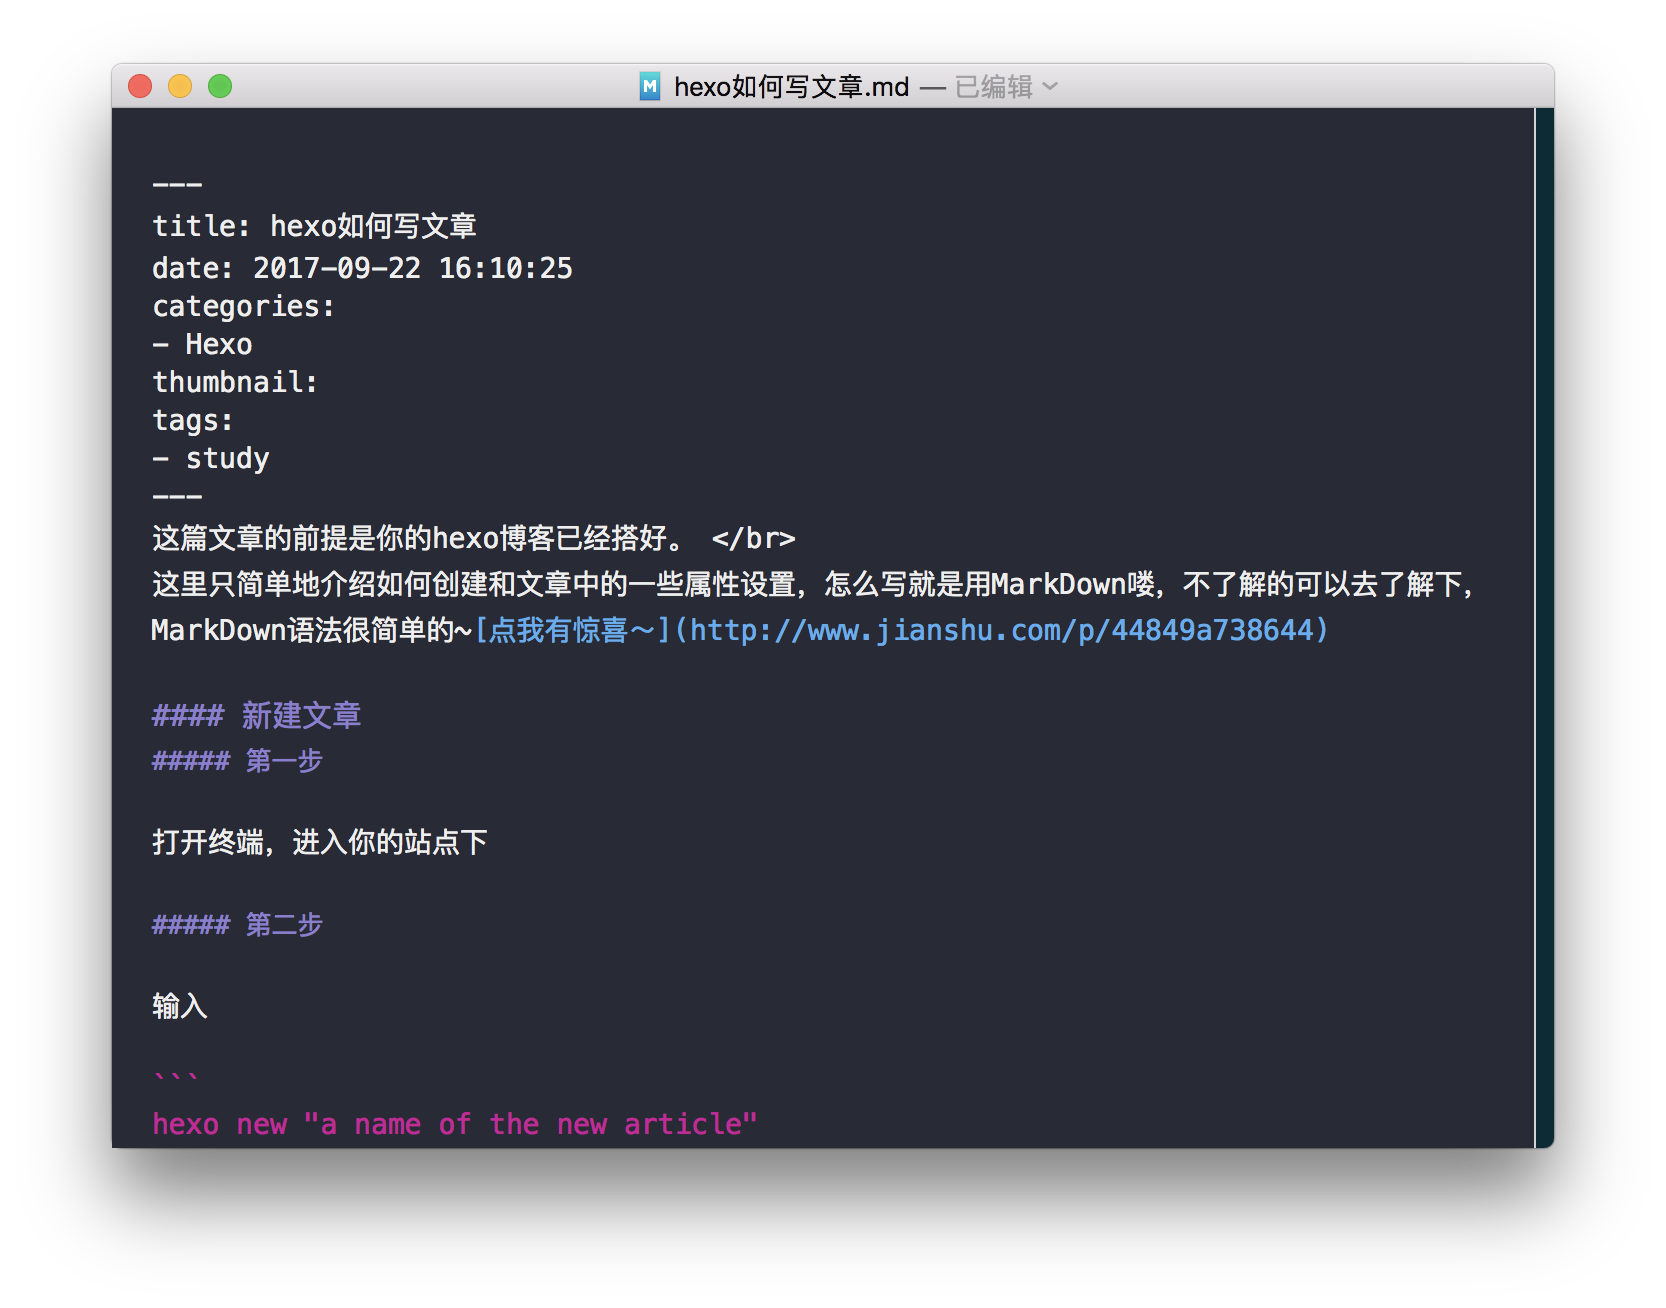 M hexo如何写文章.md — 已编辑
---
title: hexo如何写文章
date: 2017-09-22 16:10:25
categories:
- Hexo
thumbnail:
tags:
- study
---
这篇文章的前提是你的hexo博客已经搭好。 </br>
这里只简单地介绍如何创建和文章中的一些属性设置，怎么写就是用MarkDown喽，不了解的可以去了解下，
MarkDown语法很简单的~[点我有惊喜～](http://www.jianshu.com/p/44849a738644)
#### 新建文章
##### 第一步
打开终端，进入你的站点下
##### 第二步
输入
```
hexo new "a name of the new article"